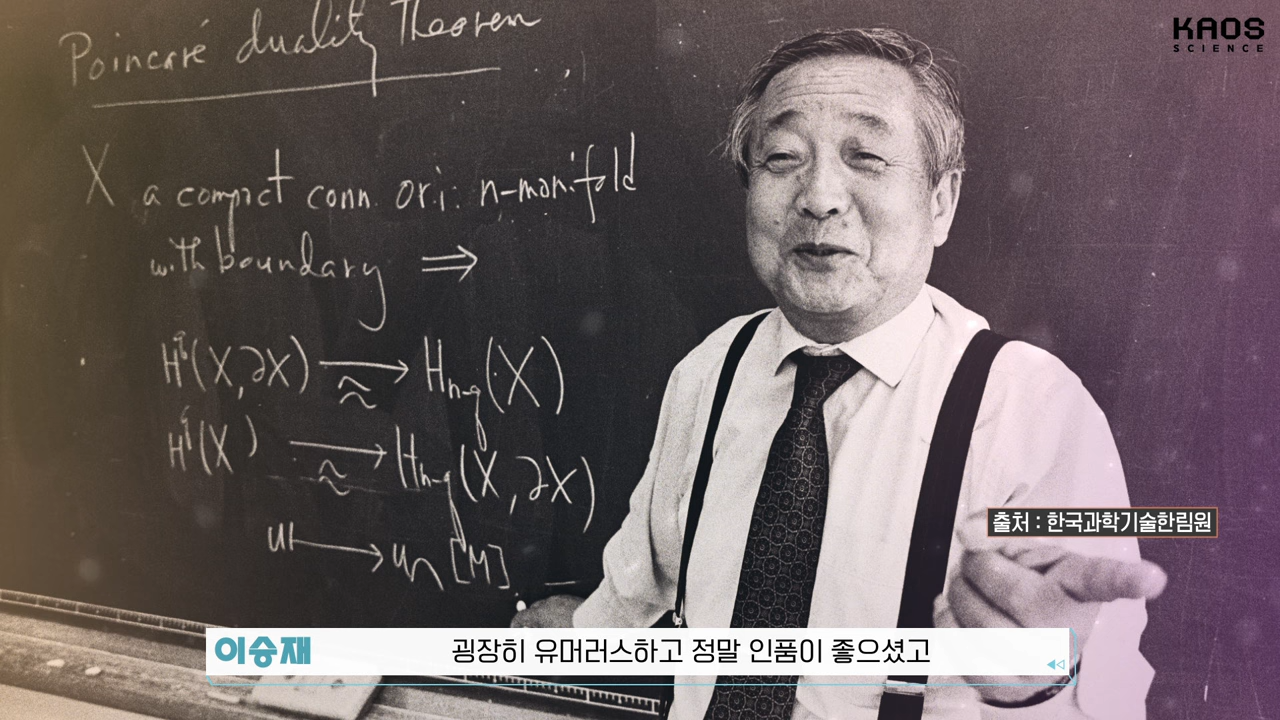 KAOS
SCIENCE
Poincaré duality Theorem
X a compact conn. ori. n-manifold
with boundary ⇒
H^q(X,∂X) →≈ H_{n-q}(X)
H^q(X) →≈ H_{n-q}(X,∂X)
u ↦ u∩[M]
출처 : 한국과학기술한림원
이승재 굉장히 유머러스하고 정말 인품이 좋으셨고